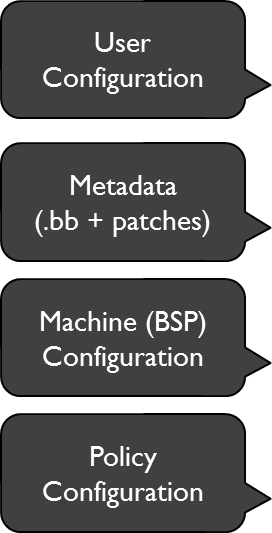 User
Configuration
Metadata
(.bb + patches)
Machine (BSP)
Configuration
Policy
Configuration